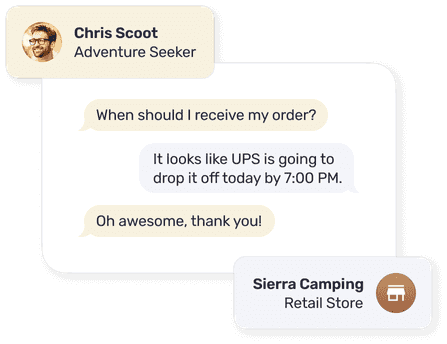 Chris Scoot
Adventure Seeker
When should I receive my order?
It looks like UPS is going to
drop it off today by 7:00 PM.
Oh awesome, thank you!
Sierra Camping
Retail Store